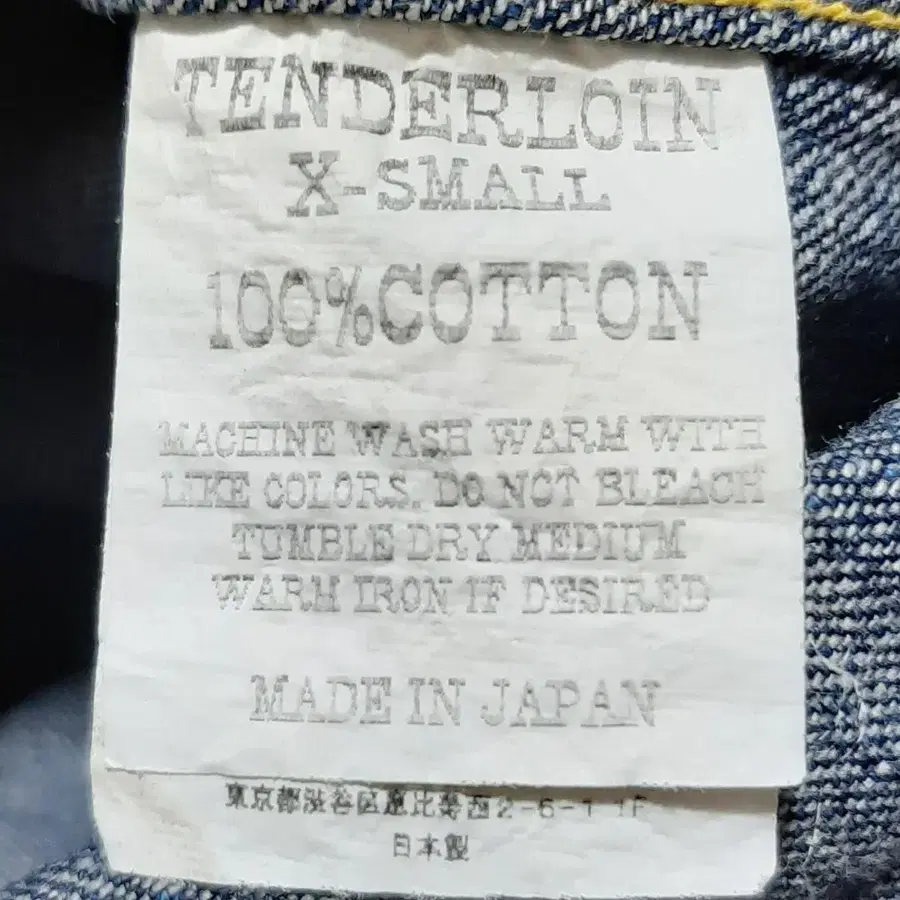 TENDERLOIN
X-SMALL
100%COTTON
MACHINE WASH WARM WITH
LIKE COLORS. DO NOT BLEACH
TUMBLE DRY MEDIUM
WARM IRON IF DESIRED
MADE IN JAPAN
東京都渋谷区恵比寿西2-6-1 1F
日本製